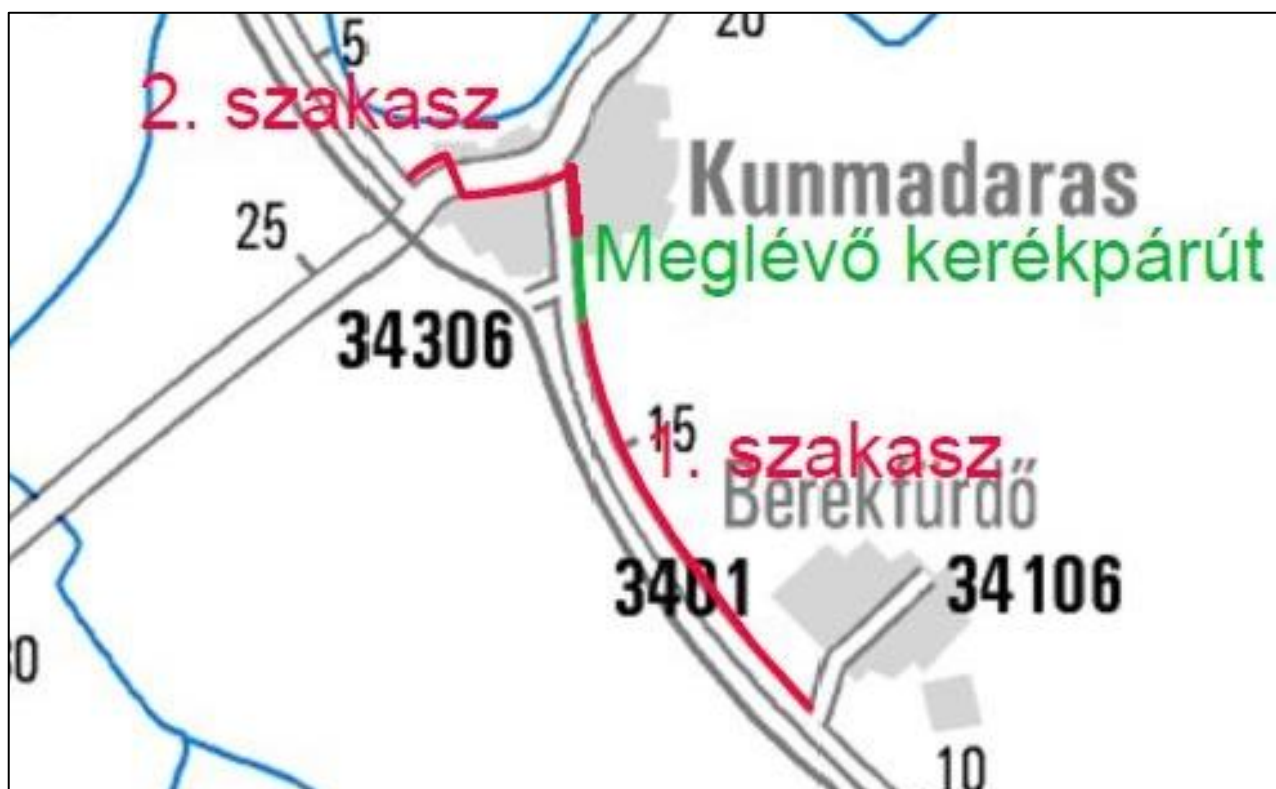 20
5
2. szakasz
Kunmadaras
25
Meglévő kerékpárút
34306
15
1. szakasz
Berekfürdő
3401
34106
10